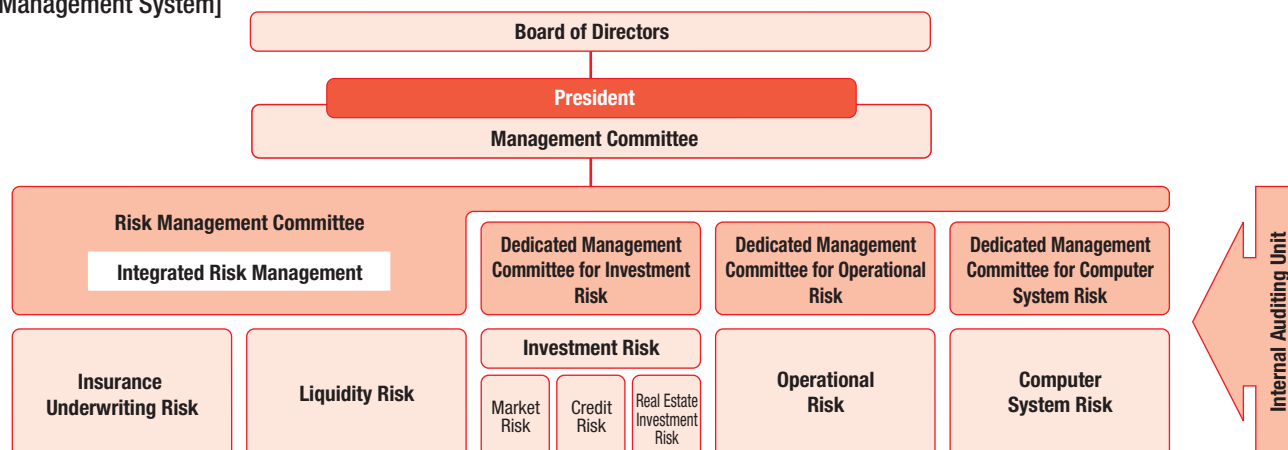 Management System]
Board of Directors
President
Management Committee
Risk Management Committee
Integrated Risk Management
Dedicated Management
Committee for Investment
Risk
Dedicated Management
Committee for Operational
Risk
Dedicated Management
Committee for Computer
System Risk
Insurance
Underwriting Risk
Liquidity Risk
Investment Risk
Market
Risk
Credit
Risk
Real Estate
Investment
Risk
Operational
Risk
Computer
System Risk
Internal Auditing Unit